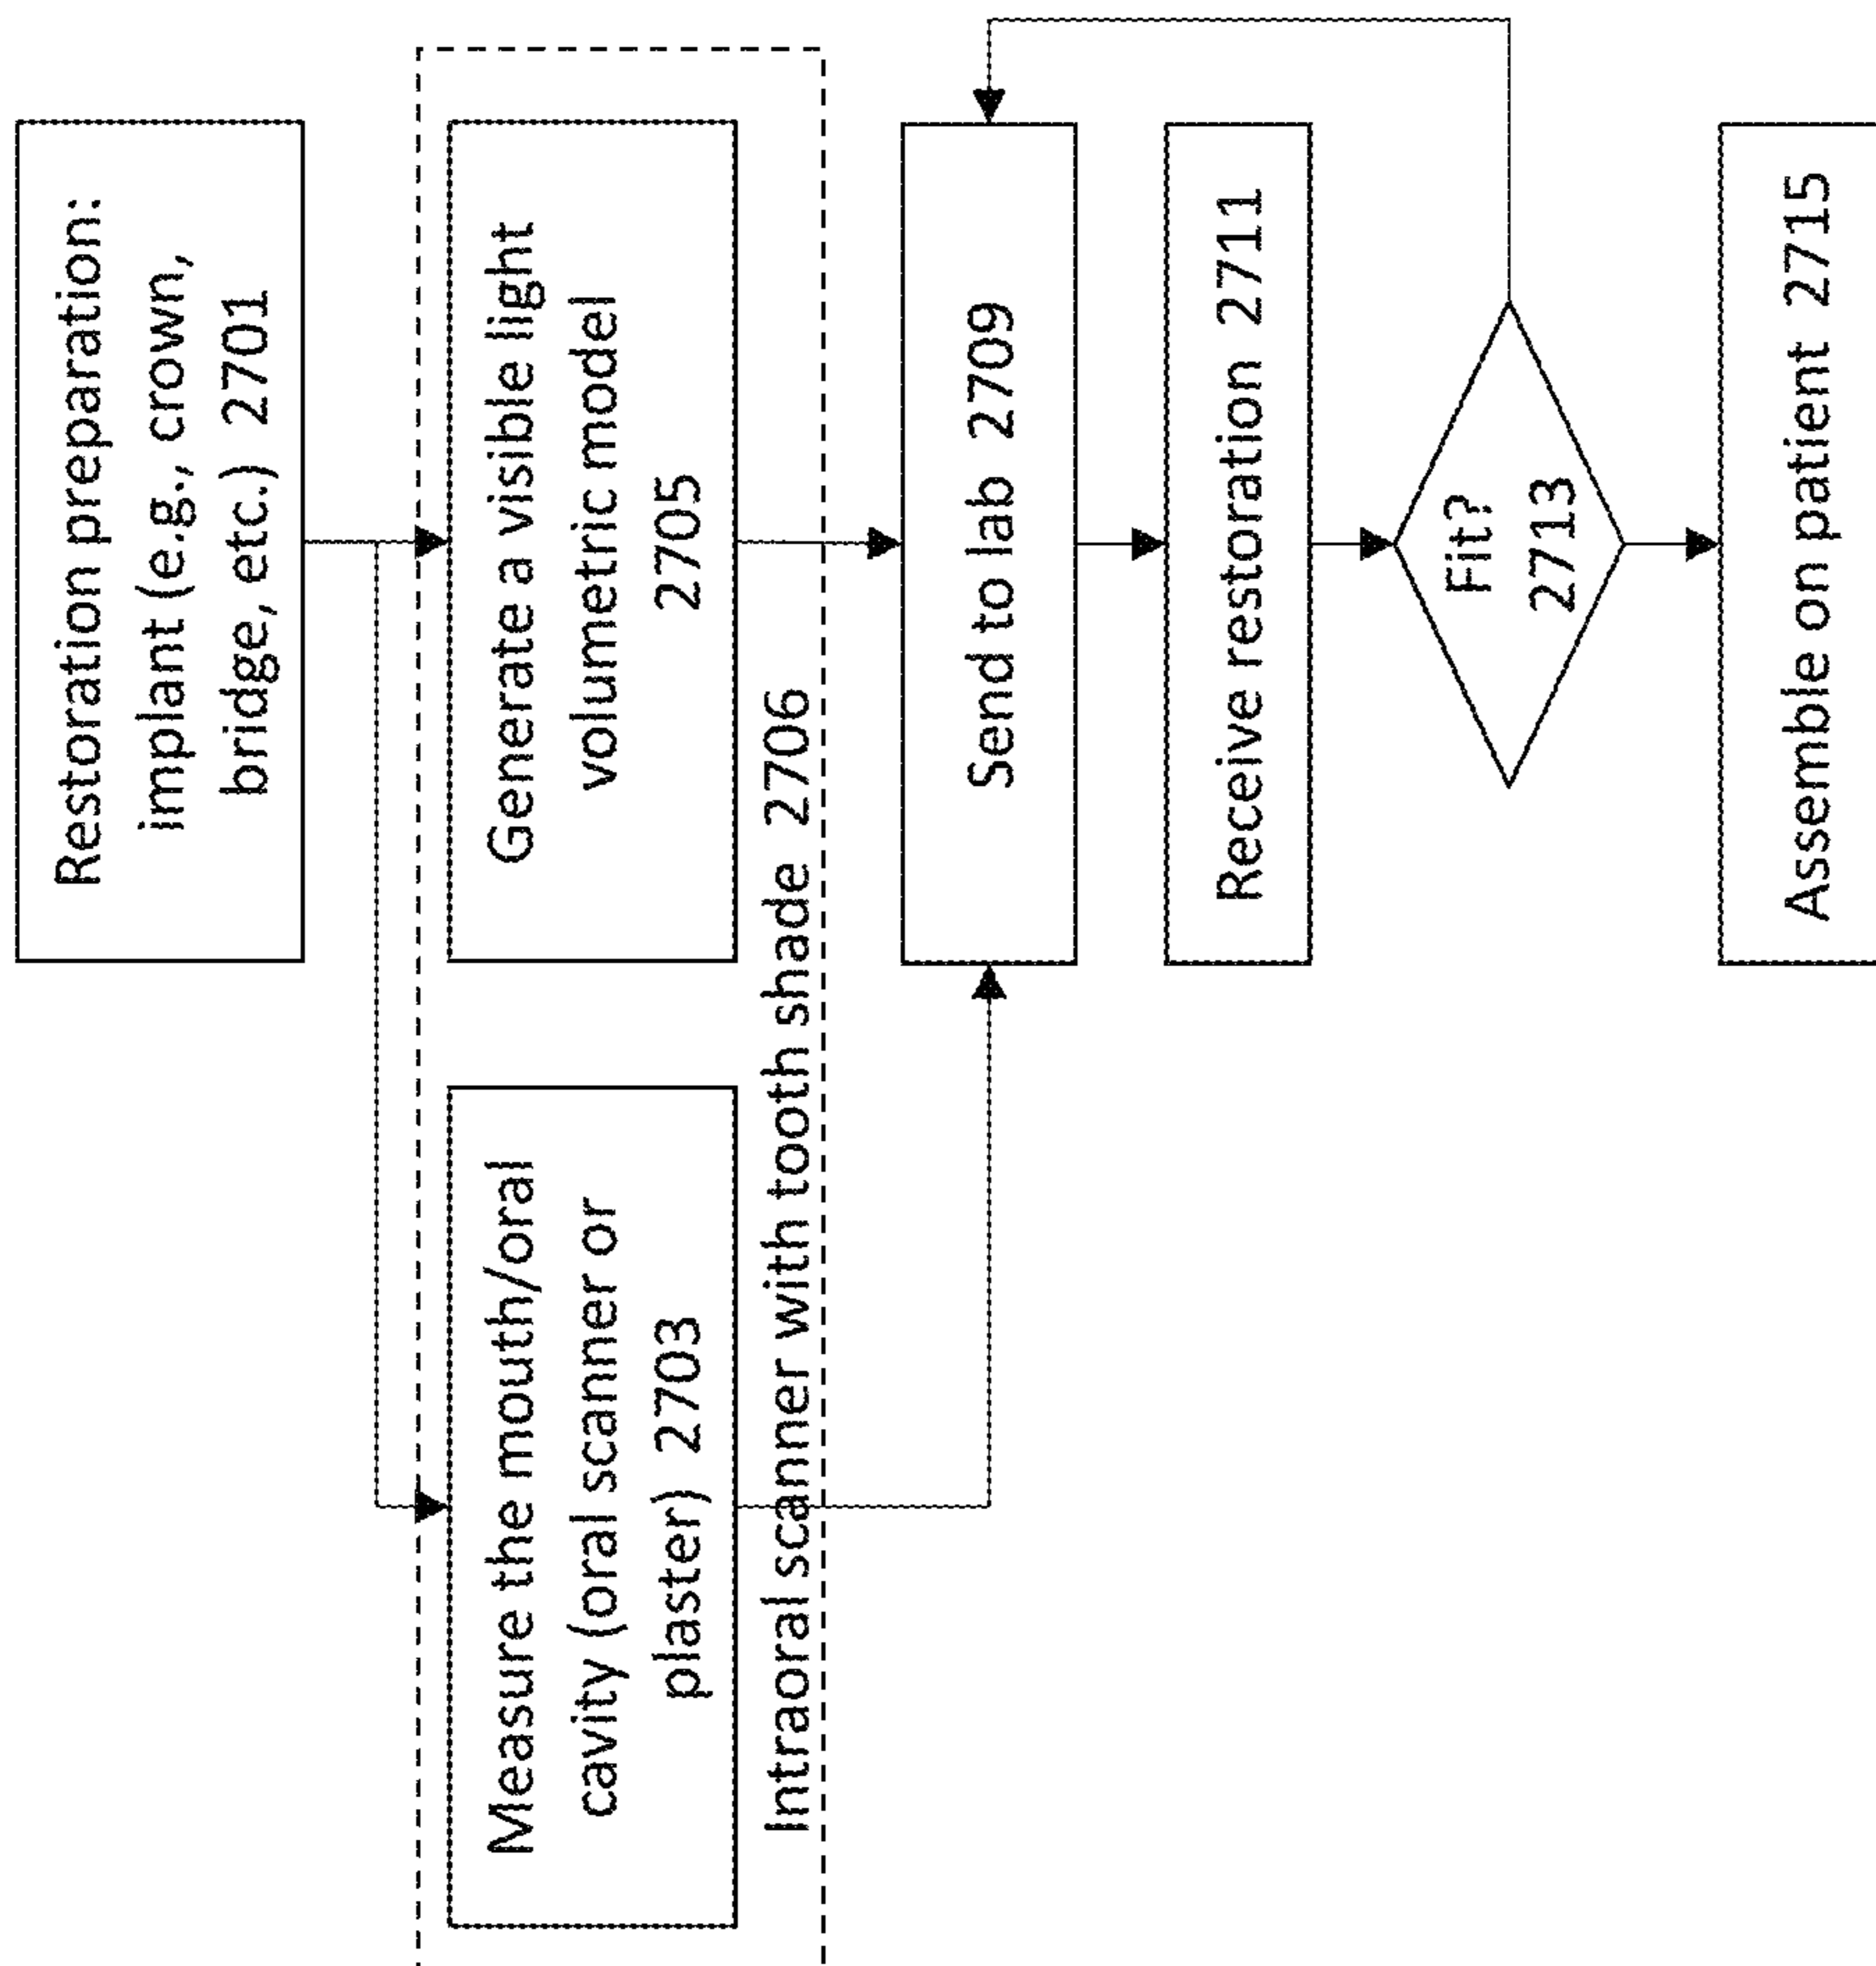 Restoration preparation:
implant (e.g., crown,
bridge, etc.) 2701
Measure the mouth/oral
cavity (oral scanner or
plaster) 2703
Generate a visible light
volumetric model
2705
Intraoral scanner with tooth shade 2706
Send to lab 2709
Receive restoration 2711
Fit?
2713
Assemble on patient 2715